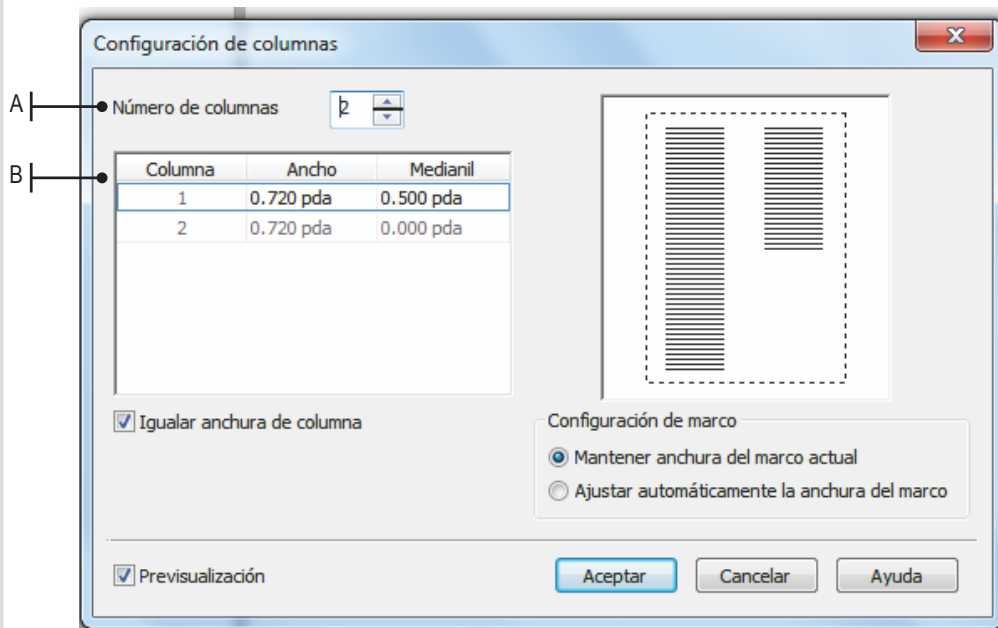 Configuración de columnas
A
Número de columnas 2
B
Columna Ancho Medianil
1 0.720 pda 0.500 pda
2 0.720 pda 0.000 pda
Igualar anchura de columna
Configuración de marco
Mantener anchura del marco actual
Ajustar automáticamente la anchura del marco
Previsualización
Aceptar
Cancelar
Ayuda